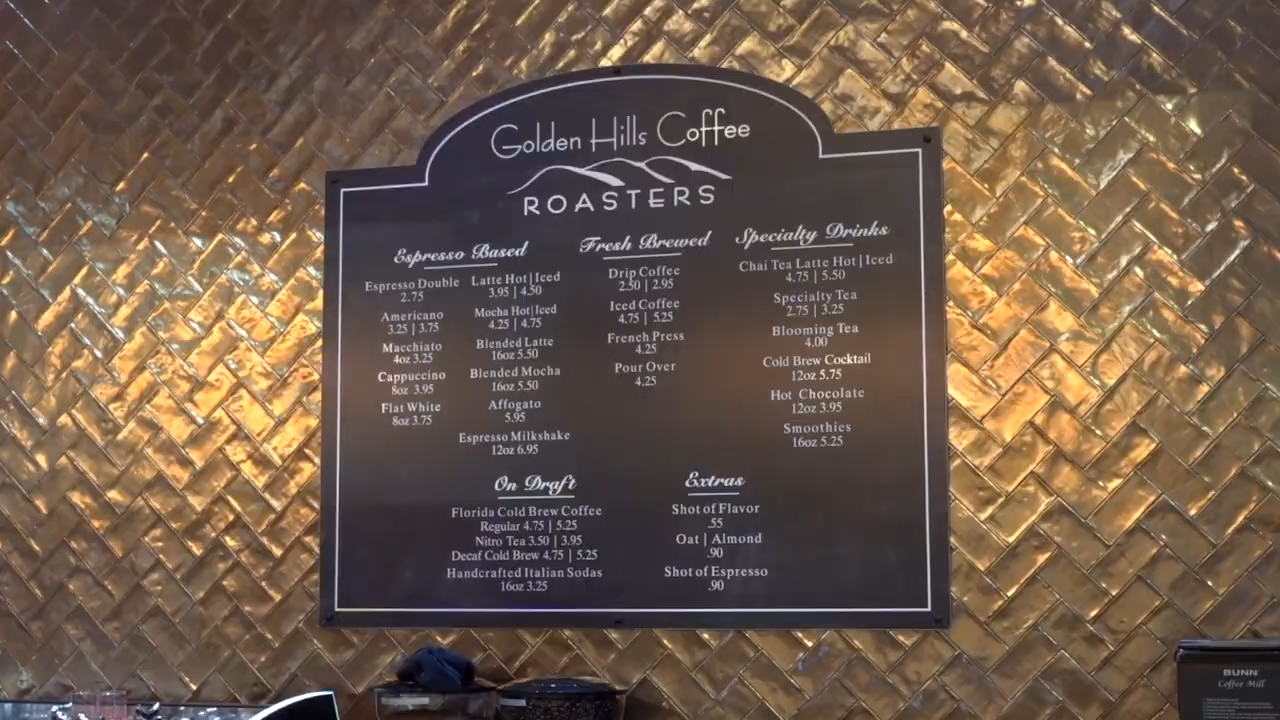 Golden Hills Coffee
ROASTERS
Espresso Based
Espresso Double
2.75
Americano
3.25 | 3.75
Macchiato
4oz 3.25
Cappuccino
8oz 3.95
Flat White
8oz 3.75
Latte Hot|Iced
3.95 | 4.50
Mocha Hot|Iced
4.25 | 4.75
Blended Latte
16oz 5.50
Blended Mocha
16oz 5.50
Affogato
5.95
Espresso Milkshake
12oz 6.95
Fresh Brewed
Drip Coffee
2.50 | 2.95
Iced Coffee
4.75 | 5.25
French Press
4.25
Pour Over
4.25
Specialty Drinks
Chai Tea Latte Hot|Iced
4.75 | 5.50
Specialty Tea
2.75 | 3.25
Blooming Tea
4.00
Cold Brew Cocktail
12oz 5.75
Hot Chocolate
12oz 3.95
Smoothies
16oz 5.25
On Draft
Florida Cold Brew Coffee
Regular 4.75 | 5.25
Nitro Tea 3.50 | 3.95
Decaf Cold Brew 4.75 | 5.25
Handcrafted Italian Sodas
16oz 3.25
Extras
Shot of Flavor
.55
Oat | Almond
.90
Shot of Espresso
.90
BUNN
Coffee Mill